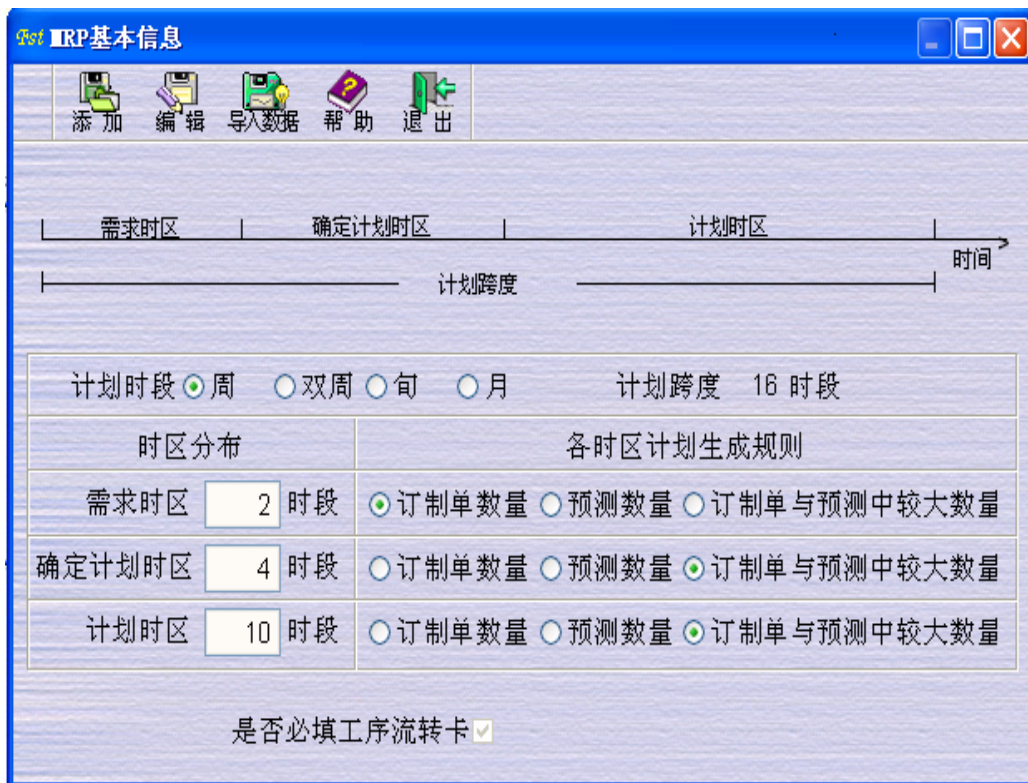 Fst MRP基本信息
添加 编辑 导入数据 帮助 退出
需求时区 确定计划时区 计划时区
时间
计划跨度
计划时段 周 双周 旬 月 计划跨度 16 时段
时区分布 各时区计划生成规则
需求时区 2 时段 订制单数量 预测数量 订制单与预测中较大数量
确定计划时区 4 时段 订制单数量 预测数量 订制单与预测中较大数量
计划时区 10 时段 订制单数量 预测数量 订制单与预测中较大数量
是否必填工序流转卡